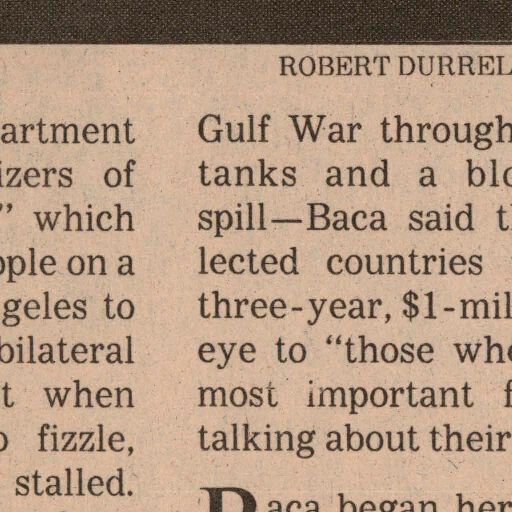 ROBERT DURREL
artment
izers of
” which
ople on a
geles to
bilateral
t when
o fizzle,
stalled.
Gulf War through
tanks and a blo
spill—Baca said t
lected countries
three-year, $1-mil
eye to “those whe
most important f
talking about their
Baca began her